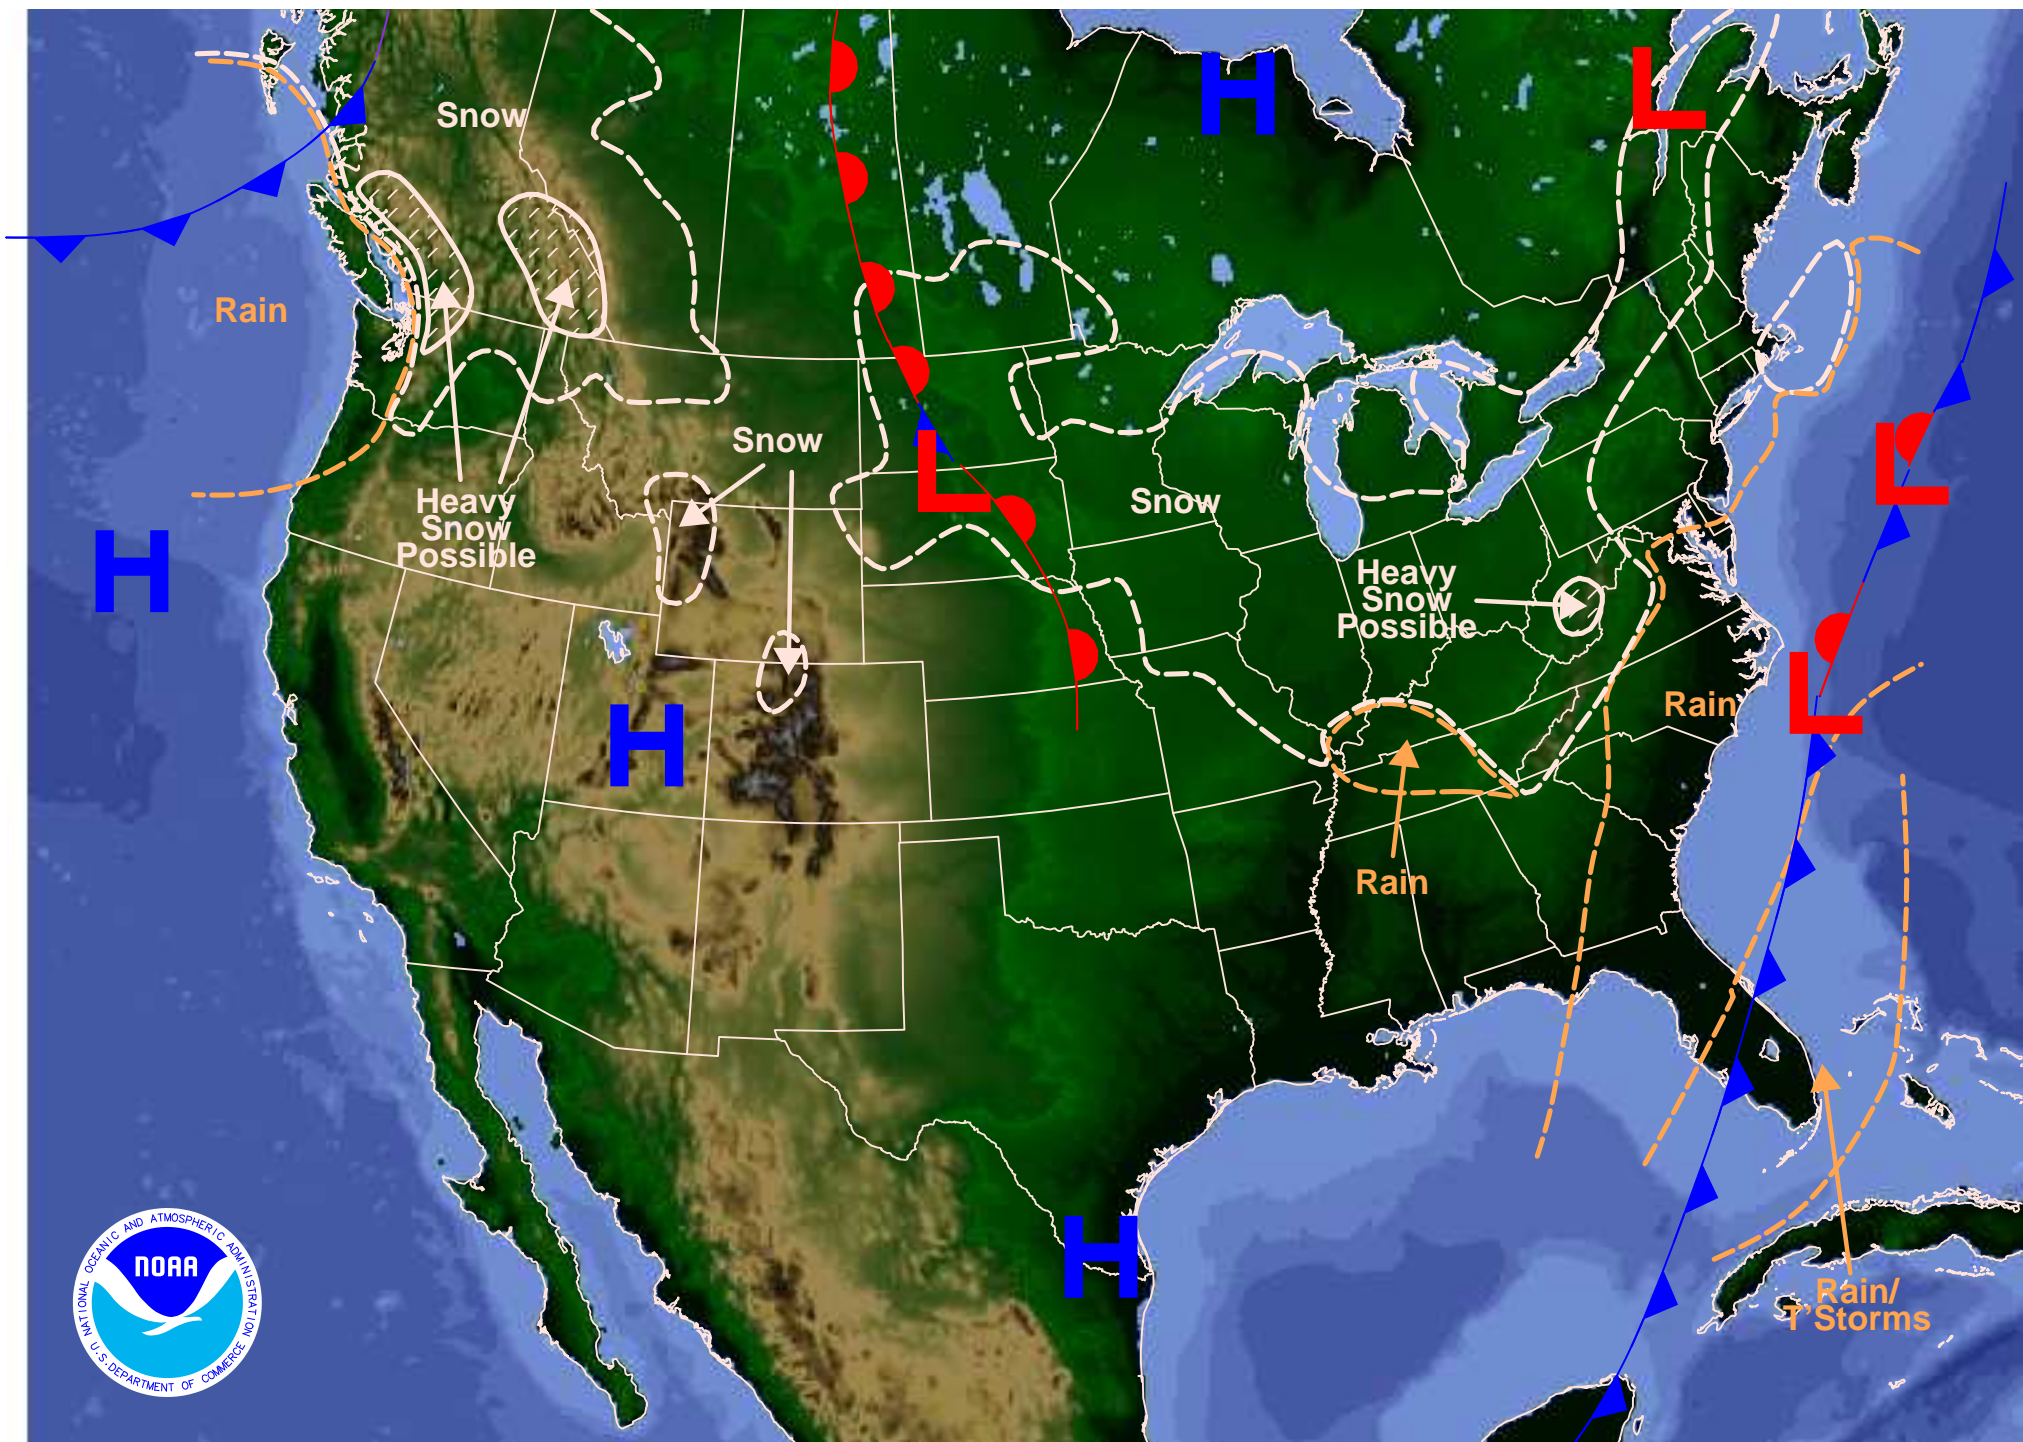 H
L
Snow
Rain
L
Snow
L
Snow
Heavy
Snow
Possible
H
Heavy
Snow
Possible
L
Rain
H
Rain
H
NATIONAL OCEANIC AND ATMOSPHERIC ADMINISTRATION
NOAA
U.S. DEPARTMENT OF COMMERCE
Rain/
T'Storms